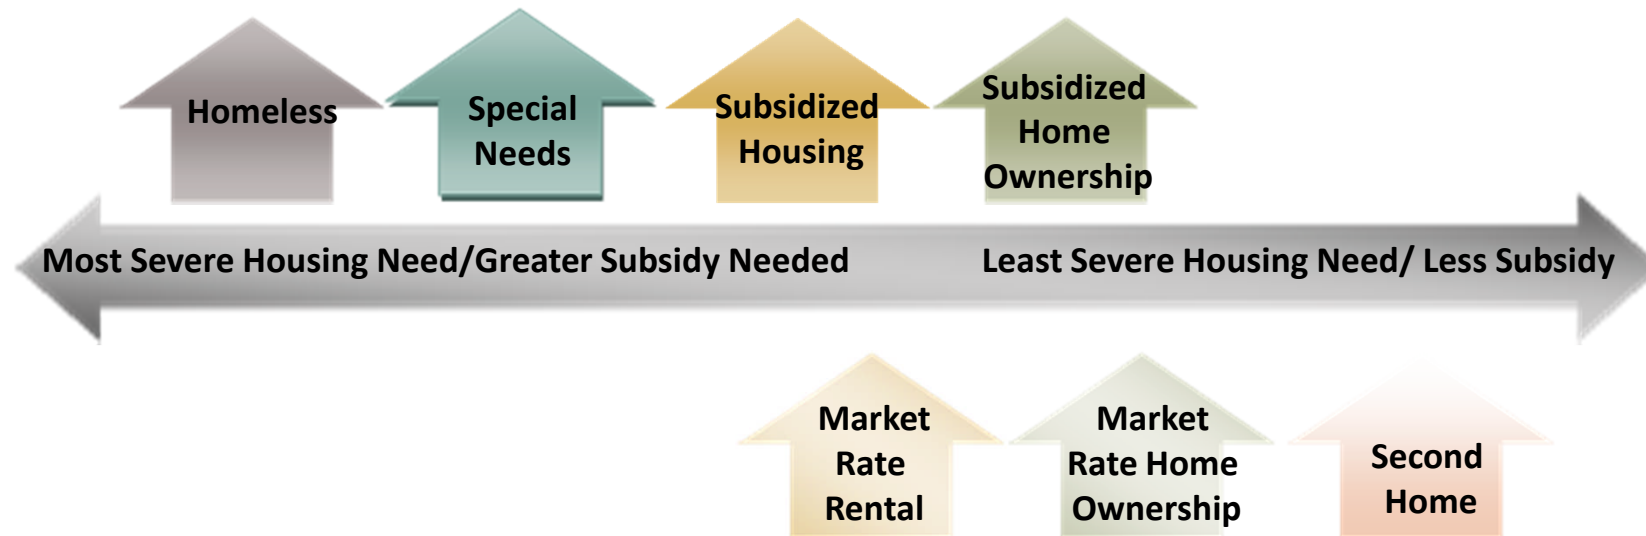 Homeless
Special
Needs
Subsidized
Housing
Subsidized
Home
Ownership
Most Severe Housing Need/Greater Subsidy Needed
Least Severe Housing Need/ Less Subsidy
Market
Rate
Rental
Market
Rate Home
Ownership
Second
Home